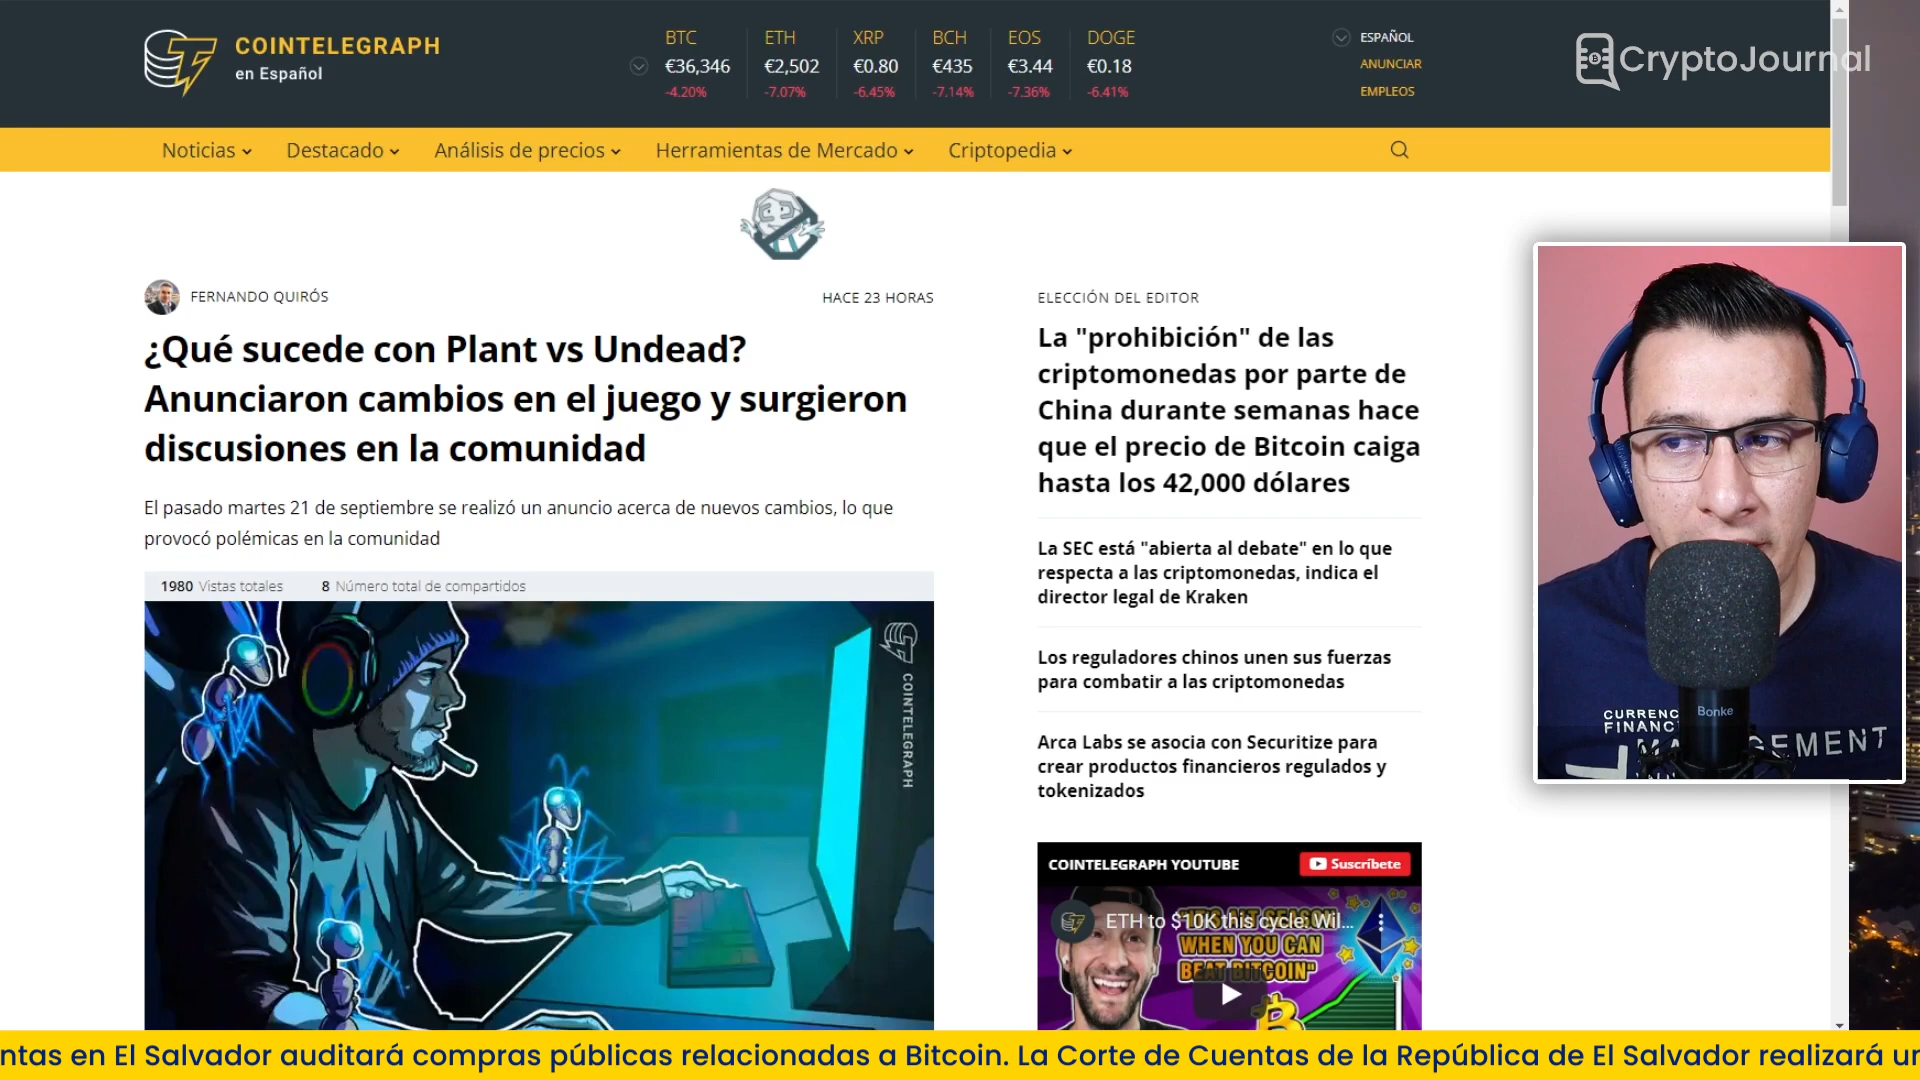 COINTELEGRAPH
en Español
BTC
€36,346
-4.20%
ETH
€2,502
-7.07%
XRP
€0.80
-6.45%
BCH
€435
-7.14%
EOS
€3.44
-7.36%
DOGE
€0.18
-6.41%
ESPAÑOL
ANUNCIAR
EMPLEOS
CryptoJournal
Noticias
Destacado
Análisis de precios
Herramientas de Mercado
Criptopedia
FERNANDO QUIRÓS
HACE 23 HORAS
¿Qué sucede con Plant vs Undead?
Anunciaron cambios en el juego y surgieron
discusiones en la comunidad
El pasado martes 21 de septiembre se realizó un anuncio acerca de nuevos cambios, lo que
provocó polémicas en la comunidad
1980 Vistas totales
8 Número total de compartidos
COINTELEGRAPH
ELECCIÓN DEL EDITOR
La "prohibición" de las
criptomonedas por parte de
China durante semanas hace
que el precio de Bitcoin caiga
hasta los 42,000 dólares
La SEC está "abierta al debate" en lo que
respecta a las criptomonedas, indica el
director legal de Kraken
Los reguladores chinos unen sus fuerzas
para combatir a las criptomonedas
Arca Labs se asocia con Securitize para
crear productos financieros regulados y
tokenizados
COINTELEGRAPH YOUTUBE
Suscríbete
ETH to $10K this cycle: Wil...
WHEN YOU CAN
BEAT BITCOIN"
Bonke
ntas en El Salvador auditará compras públicas relacionadas a Bitcoin. La Corte de Cuentas de la República de El Salvador realizará un